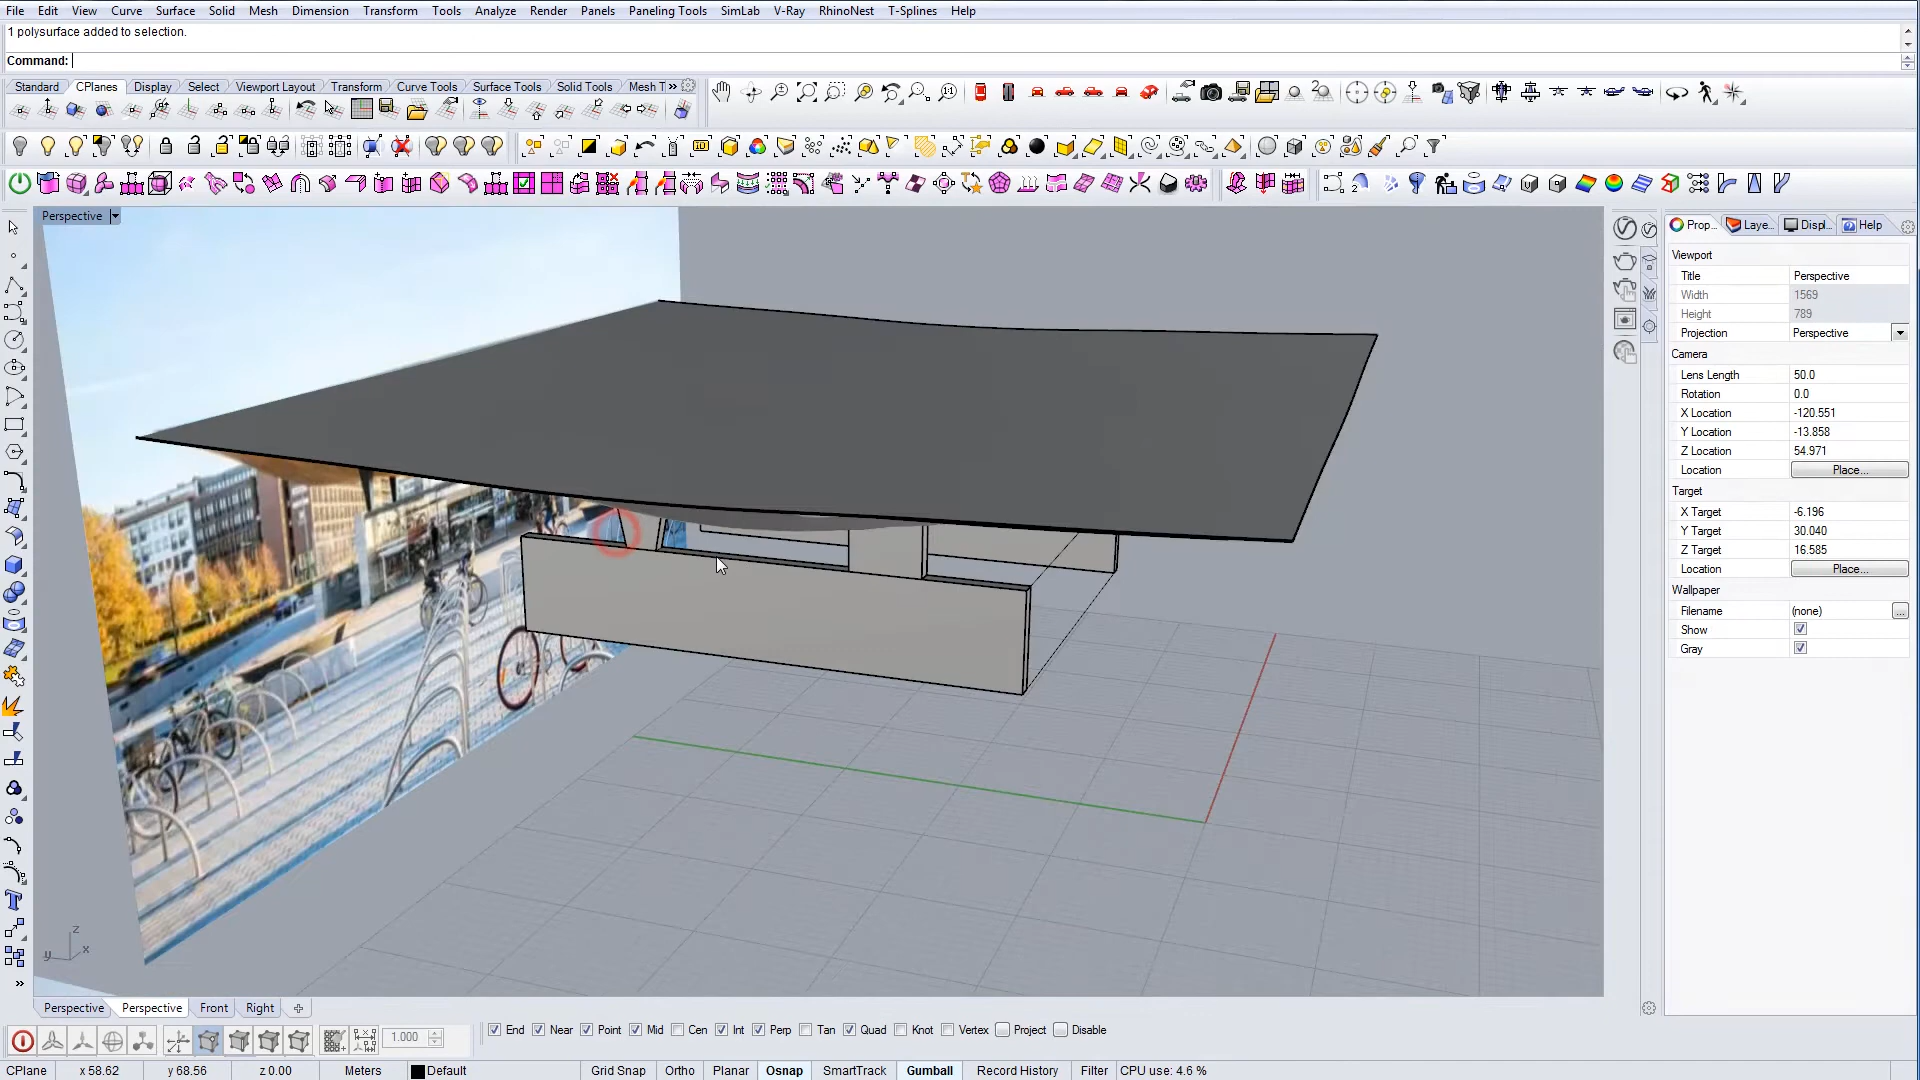 File Edit View Curve Surface Solid Mesh Dimension Transform Tools Analyze Render Panels Paneling Tools SimLab V-Ray RhinoNest T-Splines Help
1 polysurface added to selection.
Command:
Standard CPlanes Display Select Viewport Layout Transform Curve Tools Surface Tools Solid Tools Mesh T »
Perspective
Prop... Laye... Displ... Help
Viewport
Title Perspective
Width 1569
Height 789
Projection Perspective
Camera
Lens Length 50.0
Rotation 0.0
X Location -120.551
Y Location -13.858
Z Location 54.971
Location Place...
Target
X Target -6.196
Y Target 30.040
Z Target 16.585
Location Place...
Wallpaper
Filename (none) ...
Show
Gray
z
y x
Perspective Perspective Front Right
1.000
End Near Point Mid Cen Int Perp Tan Quad Knot Vertex Project Disable
CPlane x 58.62 y 68.56 z 0.00 Meters Default Grid Snap Ortho Planar Osnap SmartTrack Gumball Record History Filter CPU use: 4.6 %